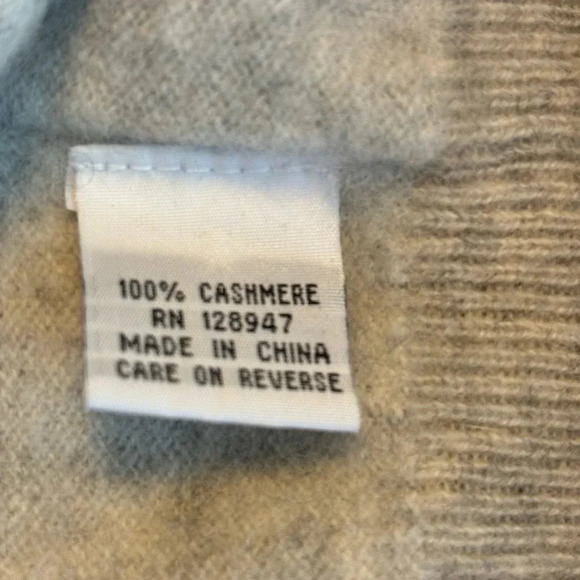 100% CASHMERE
RN 128947
MADE IN CHINA
CARE ON REVERSE